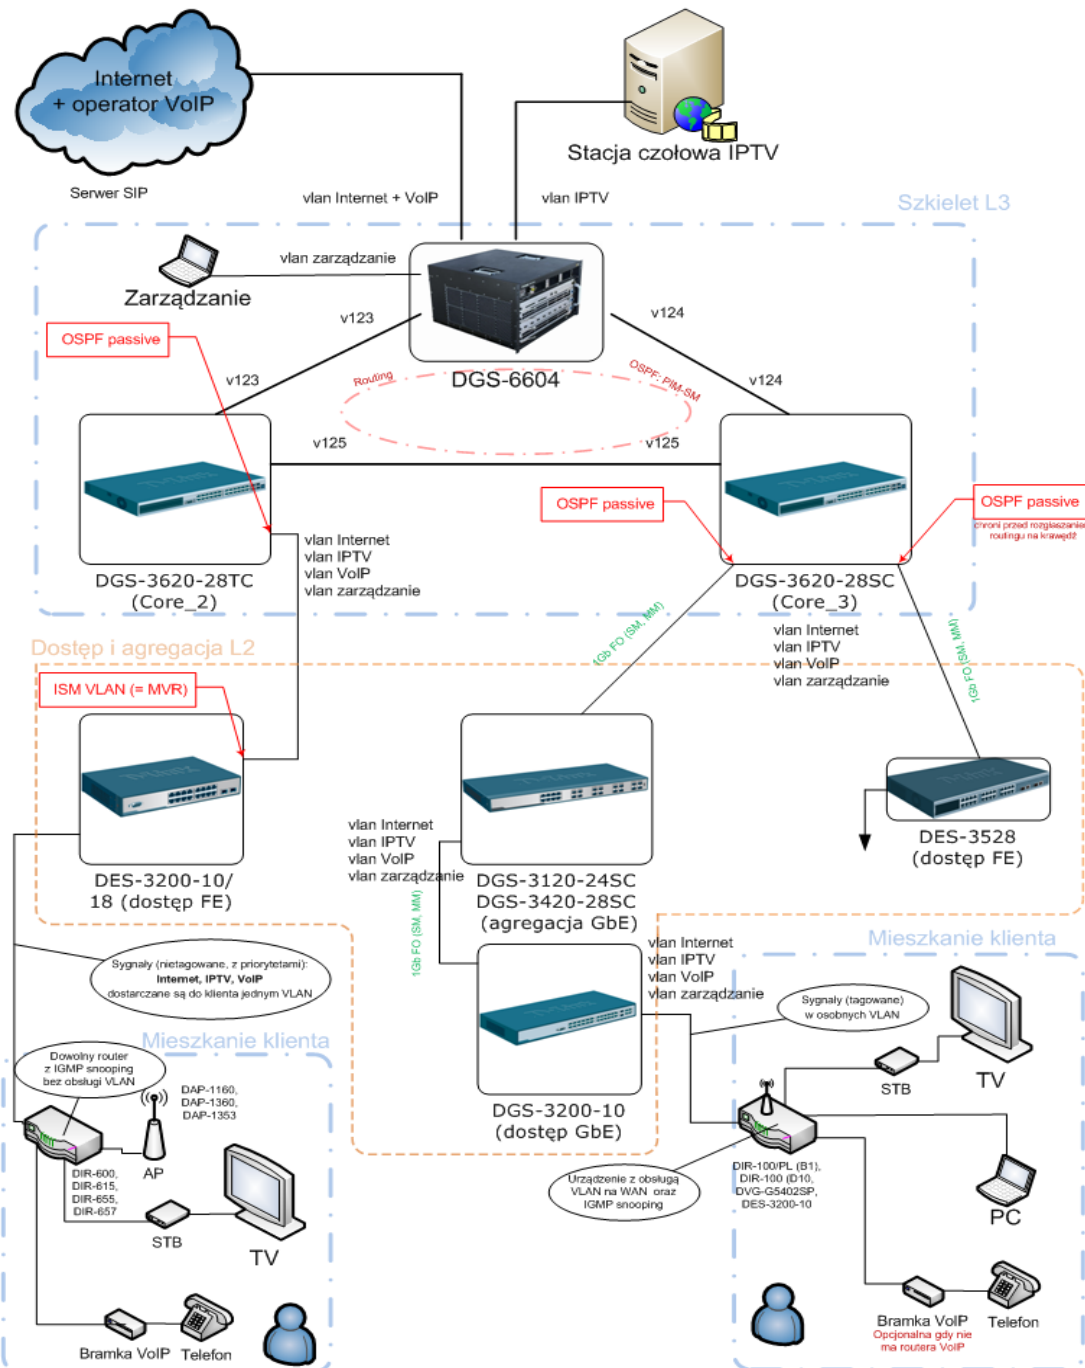 Internet
+ operator VoIP
Stacja czołowa IPTV
Serwer SIP
vlan Internet + VoIP
vlan IPTV
Szkielet L3
vlan zarządzanie
Zarządzanie
v123
v124
OSPF passive
DGS-6604
Routing
OSPF: PIM-SM
v123
v124
v125
v125
OSPF passive
OSPF passive
chroni przed rozgłaszaniem
routingu na krawędź
vlan Internet
vlan IPTV
vlan VoIP
vlan zarządzanie
DGS-3620-28TC
(Core_2)
DGS-3620-28SC
(Core_3)
1Gb FO (SM, MM)
vlan Internet
vlan IPTV
vlan VoIP
vlan zarządzanie
1Gb FO (SM, MM)
Dostęp i agregacja L2
ISM VLAN (= MVR)
vlan Internet
vlan IPTV
vlan VoIP
vlan zarządzanie
DES-3528
(dostęp FE)
DES-3200-10/
18 (dostęp FE)
DGS-3120-24SC
DGS-3420-28SC
(agregacja GbE)
1Gb FO (SM, MM)
Sygnały (nietagowane, z priorytetami):
Internet, IPTV, VoIP
dostarczane są do klienta jednym VLAN
vlan Internet
vlan IPTV
vlan VoIP
vlan zarządzanie
Mieszkanie klienta
Sygnały (tagowane)
w osobnych VLAN
Mieszkanie klienta
Dowolny router
z IGMP snooping
bez obsługi VLAN
DAP-1160,
DAP-1360,
DAP-1353
AP
DIR-600,
DIR-615,
DIR-655,
DIR-657
STB
TV
Bramka VoIP
Telefon
DGS-3200-10
(dostęp GbE)
STB
TV
Urządzenie z obsługą
VLAN na WAN oraz
IGMP snooping
DIR-100/PL (B1),
DIR-100 (D10,
DVG-G5402SP,
DES-3200-10
PC
Bramka VoIP
Opcjonalna gdy nie
ma routera VoIP
Telefon